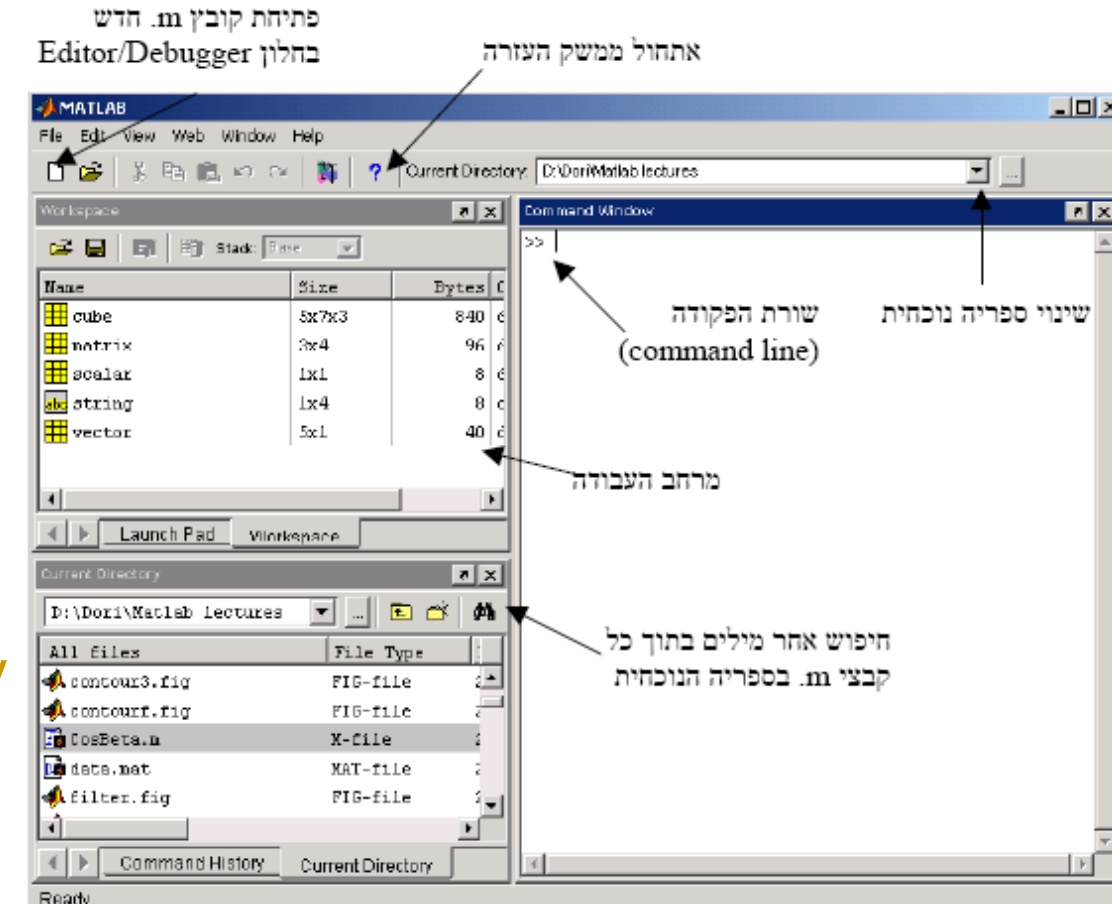 פתיחת קובץ m. חדש
בחלון Editor/Debugger
אתחול ממשק העזרה
MATLAB
File Edit View Web Window Help
Current Directory: D:\Dori\Matlab lectures ...
Workspace
Stack: Base
Name Size Bytes C
cube 5x7x3 840
matrix 3x4 96
scalar 1x1 8
abc string 1x4 8 c
vector 5x1 40
Launch Pad Workspace
Command Window
>>
שורת הפקודה
(command line)
שינוי ספריה נוכחית
מרחב העבודה
Current Directory
D:\Dori\Matlab lectures ...
All files File Type
contour3.fig FIG-file
contourf.fig FIG-file
CosBeta.m M-file
data.mat MAT-file
filter.fig FIG-file
Command History Current Directory
חיפוש אחר מילים בתוך כל
קבצי m. בספריה הנוכחית
Ready